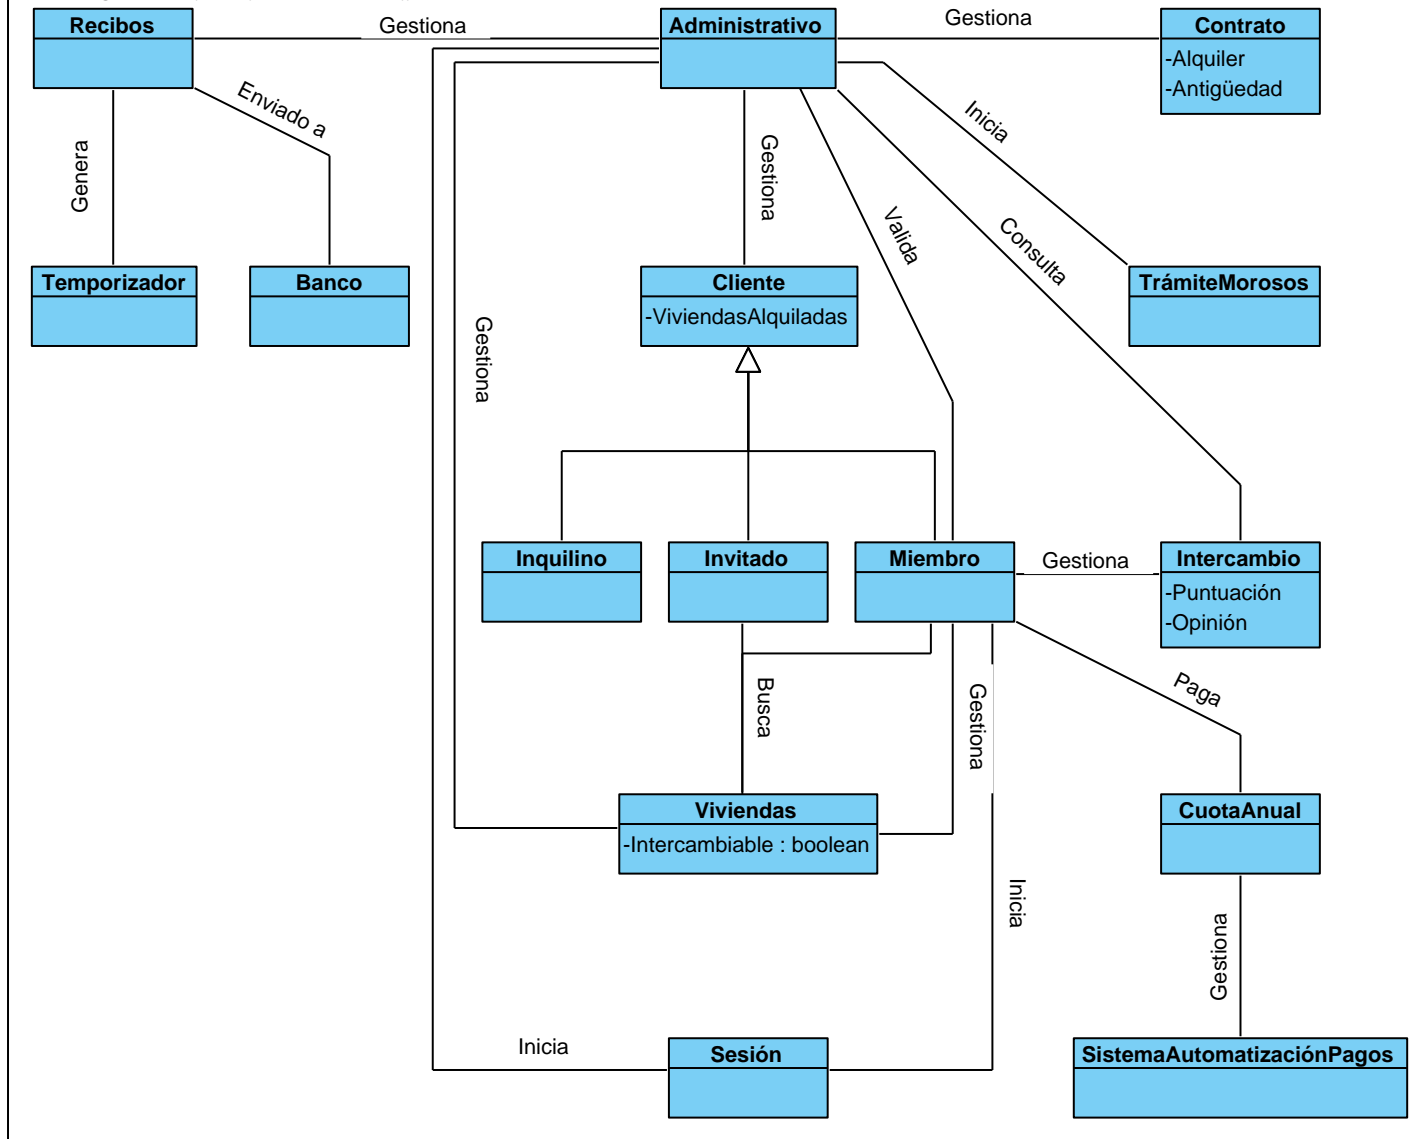 Recibos
Gestiona
Administrativo
Gestiona
Contrato
-Alquiler
-Antigüedad
Enviado a
Genera
Gestiona
Inicia
Valida
Consulta
Temporizador
Banco
Cliente
-ViviendasAlquiladas
TrámiteMorosos
Gestiona
Inquilino
Invitado
Miembro
Gestiona
Intercambio
-Puntuación
-Opinión
Busca
Gestiona
Paga
Viviendas
-Intercambiable : boolean
CuotaAnual
Inicia
Gestiona
Inicia
Sesión
SistemaAutomatizaciónPagos